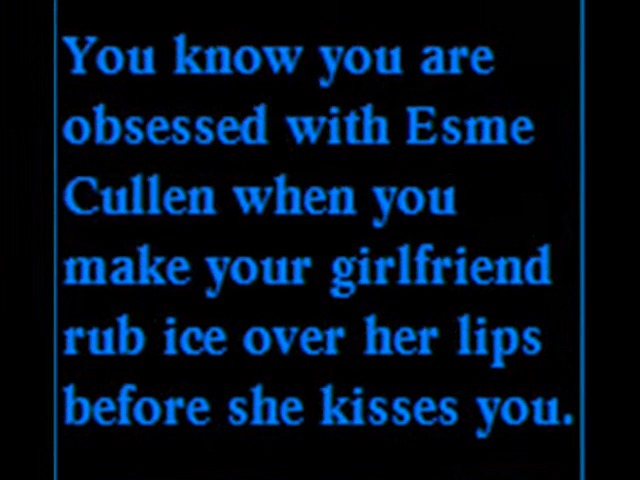 You know you are
obsessed with Esme
Cullen when you
make your girlfriend
rub ice over her lips
before she kisses you.